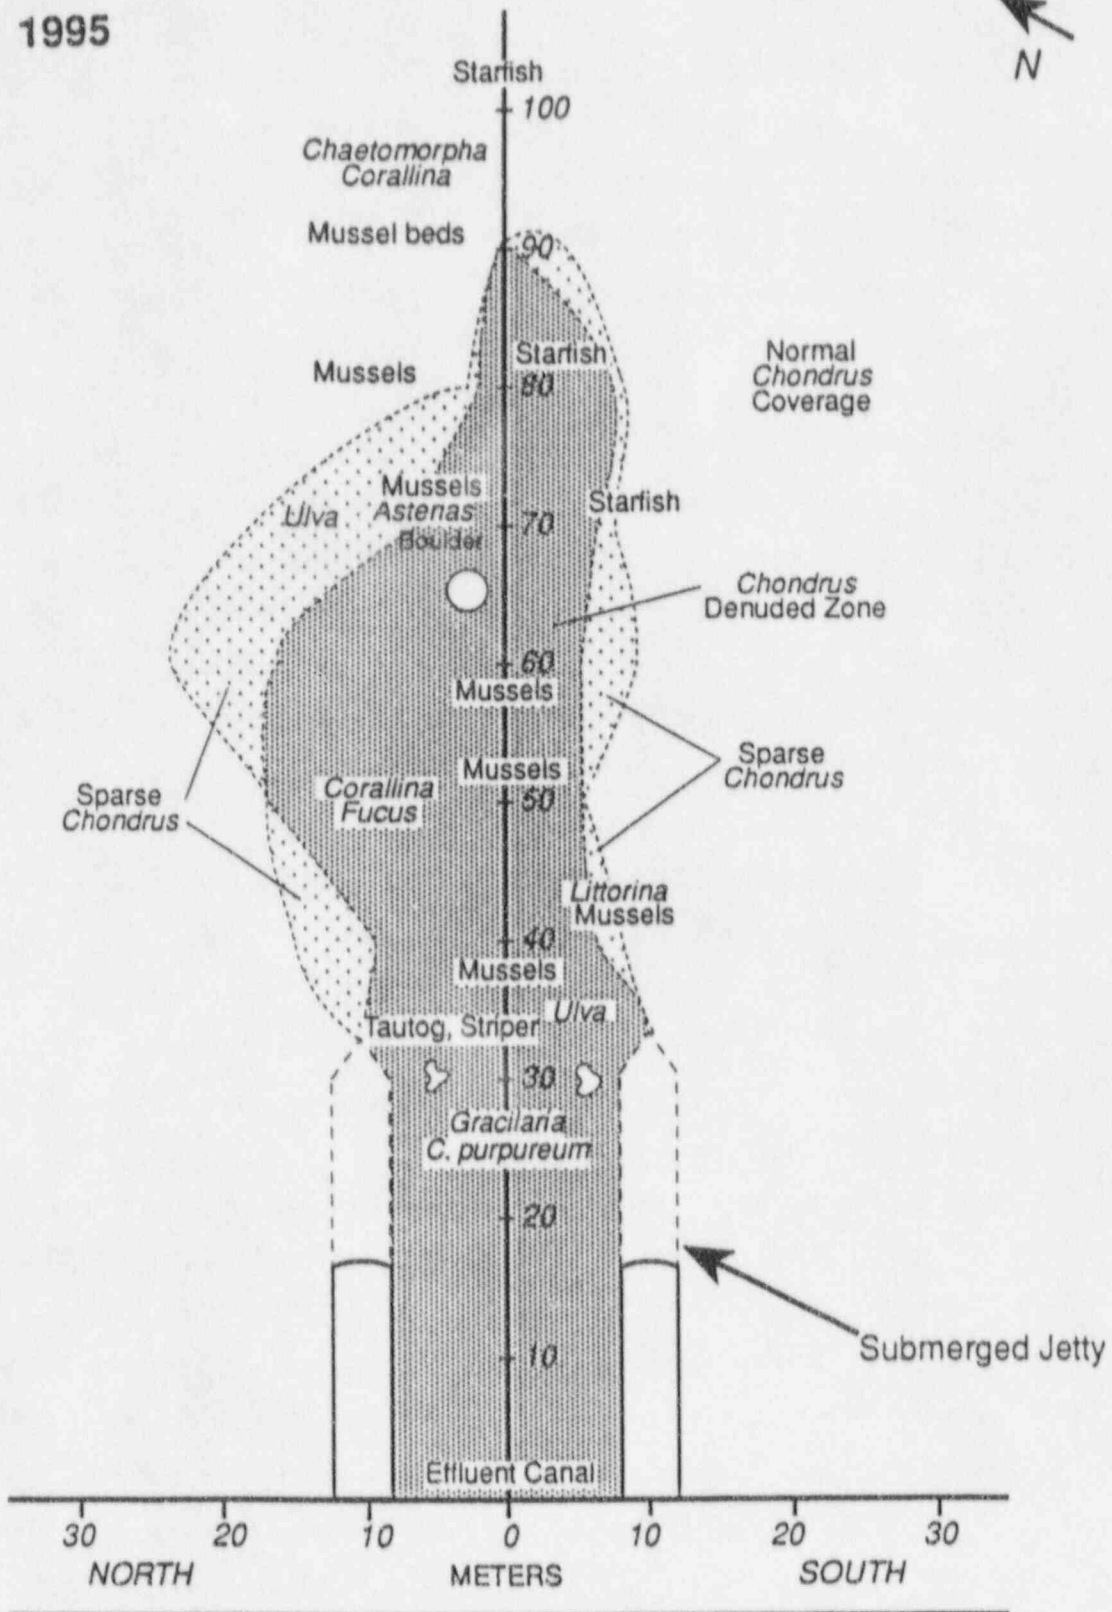 1995
N
Starfish
100
Chaetomorpha
Corallina
Mussel beds
90
Mussels
Starfish
80
Normal
Chondrus
Coverage
Mussels
Asterias
Ulva
Starfish
70
Boulder
Chondrus
Denuded Zone
60
Mussels
Mussels
Sparse
Chondrus
Corallina
Fucus
50
Sparse
Chondrus
Littorina
Mussels
40
Mussels
Ulva
Tautog, Striper
30
Gracilaria
C. purpureum
20
Submerged Jetty
10
Effluent Canal
30 20 10 0 10 20 30
NORTH METERS SOUTH